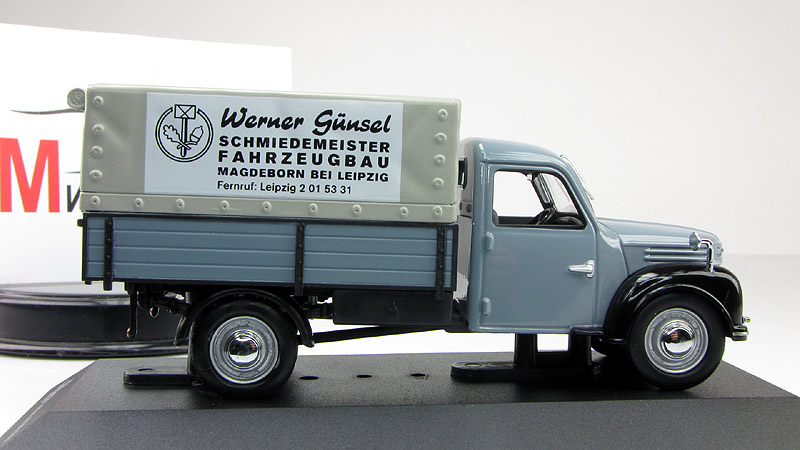 Werner Günsel
SCHMIEDEMEISTER
FAHRZEUGBAU
MAGDEBORN BEI LEIPZIG
Fernruf: Leipzig 2 01 53 31
M